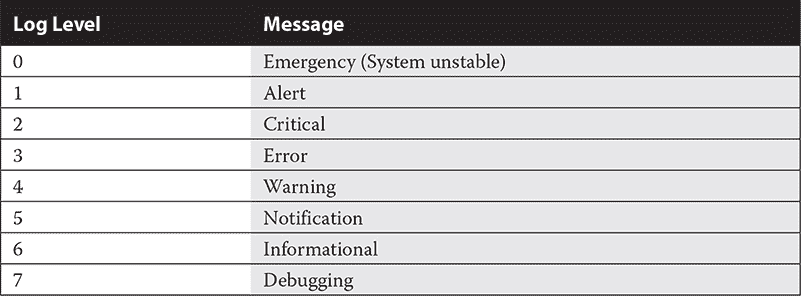 Log Level Message
0 Emergency (System unstable)
1 Alert
2 Critical
3 Error
4 Warning
5 Notification
6 Informational
7 Debugging